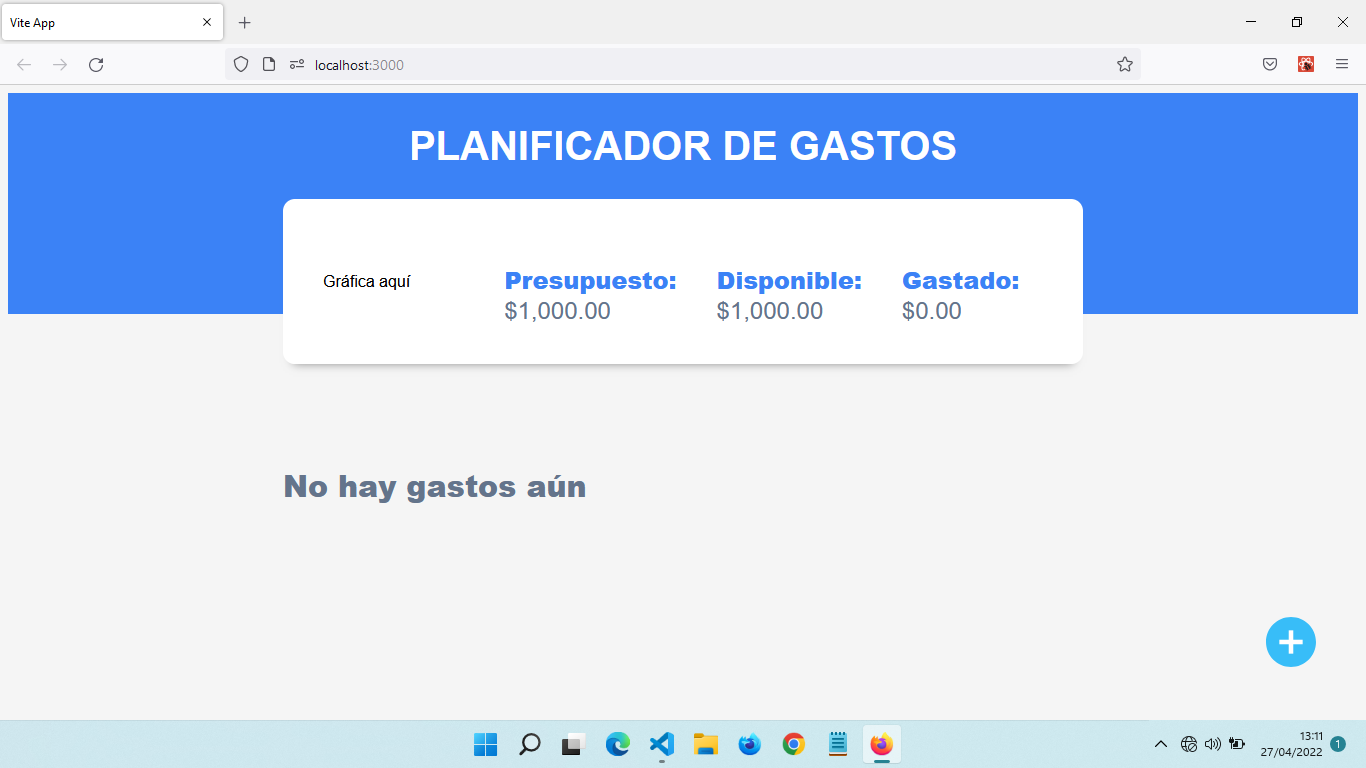 Vite App
localhost:3000
PLANIFICADOR DE GASTOS
Gráfica aquí
Presupuesto: Disponible: Gastado:
$1,000.00 $1,000.00 $0.00
No hay gastos aún
13:11
27/04/2022
1